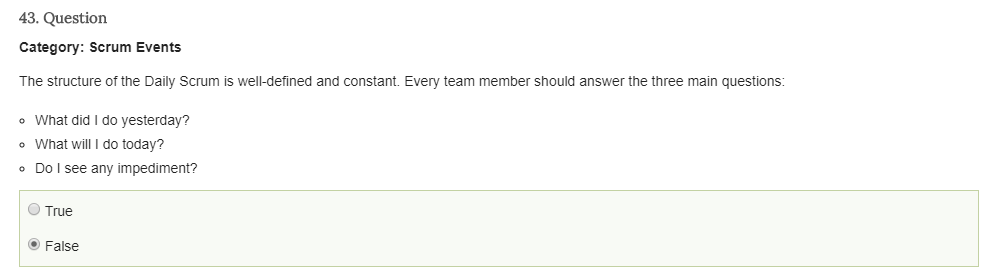 43. Question
Category: Scrum Events
The structure of the Daily Scrum is well-defined and constant. Every team member should answer the three main questions:
What did I do yesterday?
What will I do today?
Do I see any impediment?
True
False